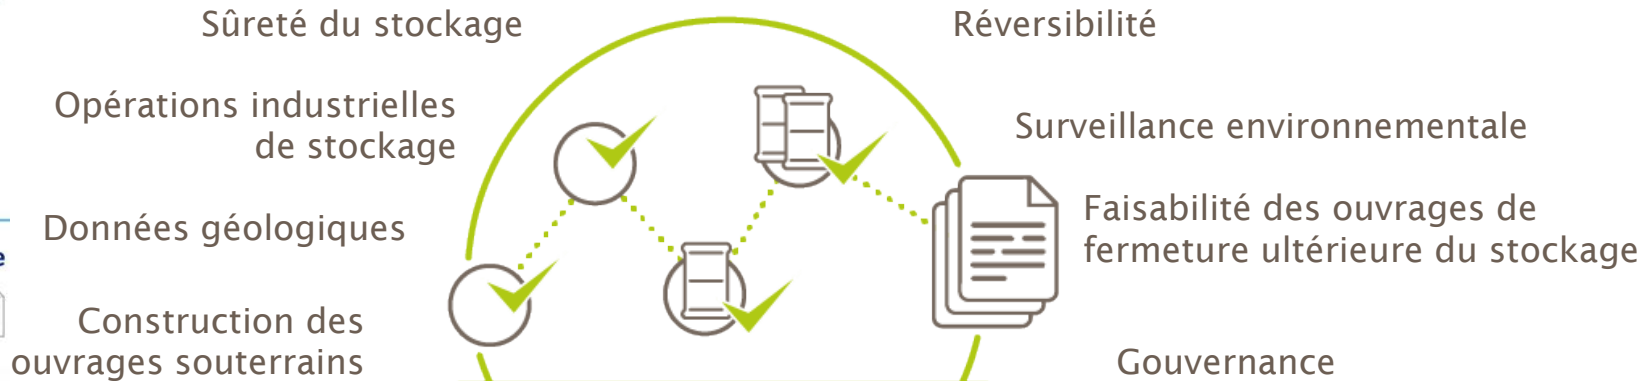 Sûreté du stockage
Opérations industrielles
de stockage
Données géologiques
Construction des
ouvrages souterrains
Réversibilité
Surveillance environnementale
Faisabilité des ouvrages de
fermeture ultérieure du stockage
Gouvernance